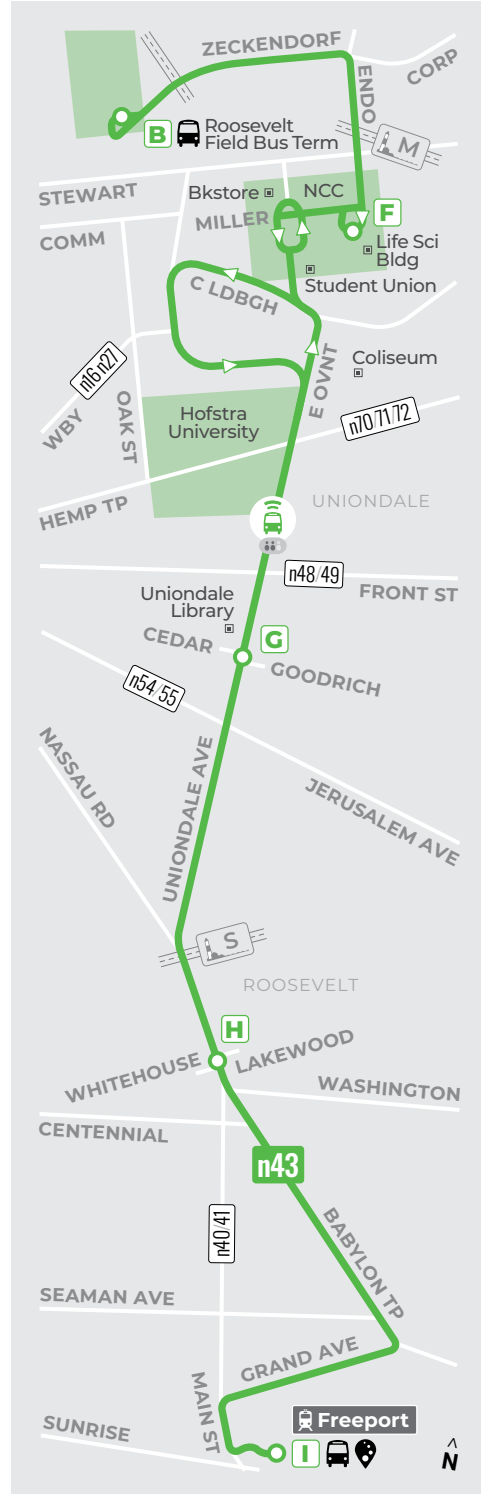 ZECKENDORF
CORP
ENDO
B
Roosevelt
Field Bus Term
M
STEWART
Bkstore
NCC
MILLER
F
COMM
Life Sci
Bldg
Student Union
C LDBGH
E OVNT
Coliseum
n16 n27
WBY
OAK ST
Hofstra
University
n70/71/72
HEMP TP
UNIONDALE
n48/49
FRONT ST
Uniondale
Library
CEDAR
G
GOODRICH
n54/55
NASSAU RD
UNIONDALE AVE
JERUSALEM AVE
S
ROOSEVELT
H
WHITEHOUSE
LAKEWOOD
WASHINGTON
CENTENNIAL
n43
n40/41
BABYLON TP
SEAMAN AVE
GRAND AVE
MAIN ST
Freeport
SUNRISE
I
N